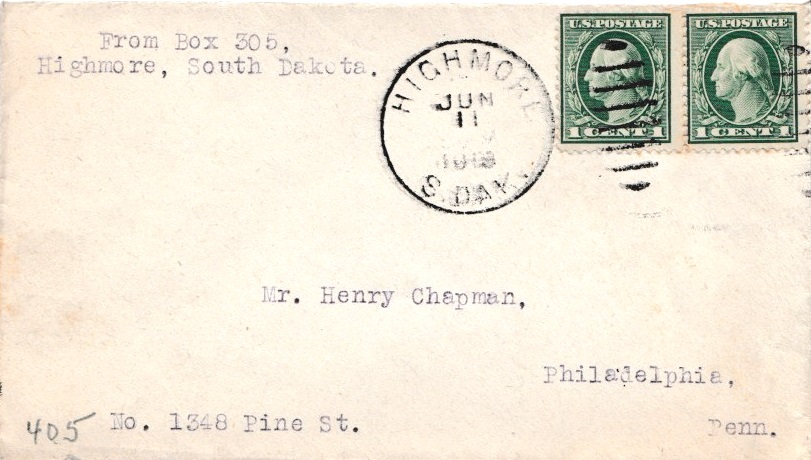 From Box 305,
Highmore, South Dakota.
HIGHMORE
JUN
11
S. DAK.
U.S. POSTAGE
1 CENT 1
U.S. POSTAGE
1 CENT 1
Mr. Henry Chapman,
Philadelphia,
No. 1348 Pine St.
Penn.
405